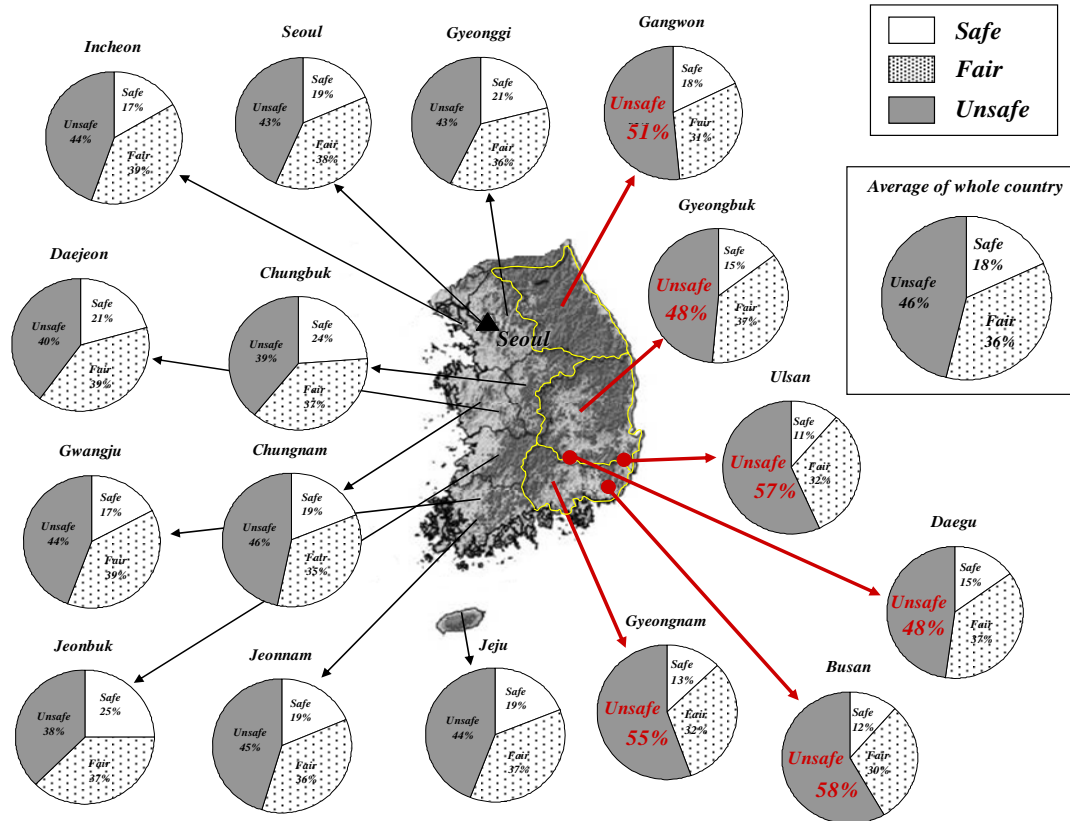 Incheon
Safe
17%
Fair
39%
Unsafe
44%
Seoul
Safe
19%
Fair
38%
Unsafe
43%
Gyeonggi
Safe
21%
Fair
36%
Unsafe
43%
Gangwon
Safe
18%
Fair
31%
Unsafe
51%
Safe
Fair
Unsafe
Average of whole country
Safe
18%
Fair
36%
Unsafe
46%
Gyeongbuk
Safe
15%
Fair
37%
Unsafe
48%
Daejeon
Safe
21%
Fair
39%
Unsafe
40%
Chungbuk
Safe
24%
Fair
37%
Unsafe
39%
Seoul
Ulsan
Safe
11%
Fair
32%
Unsafe
57%
Gwangju
Safe
17%
Fair
39%
Unsafe
44%
Chungnam
Safe
19%
Fair
35%
Unsafe
46%
Daegu
Safe
15%
Fair
37%
Unsafe
48%
Jeonbuk
Safe
25%
Fair
37%
Unsafe
38%
Jeonnam
Safe
19%
Fair
36%
Unsafe
45%
Jeju
Safe
19%
Fair
37%
Unsafe
44%
Gyeongnam
Safe
13%
Fair
32%
Unsafe
55%
Busan
Safe
12%
Fair
30%
Unsafe
58%